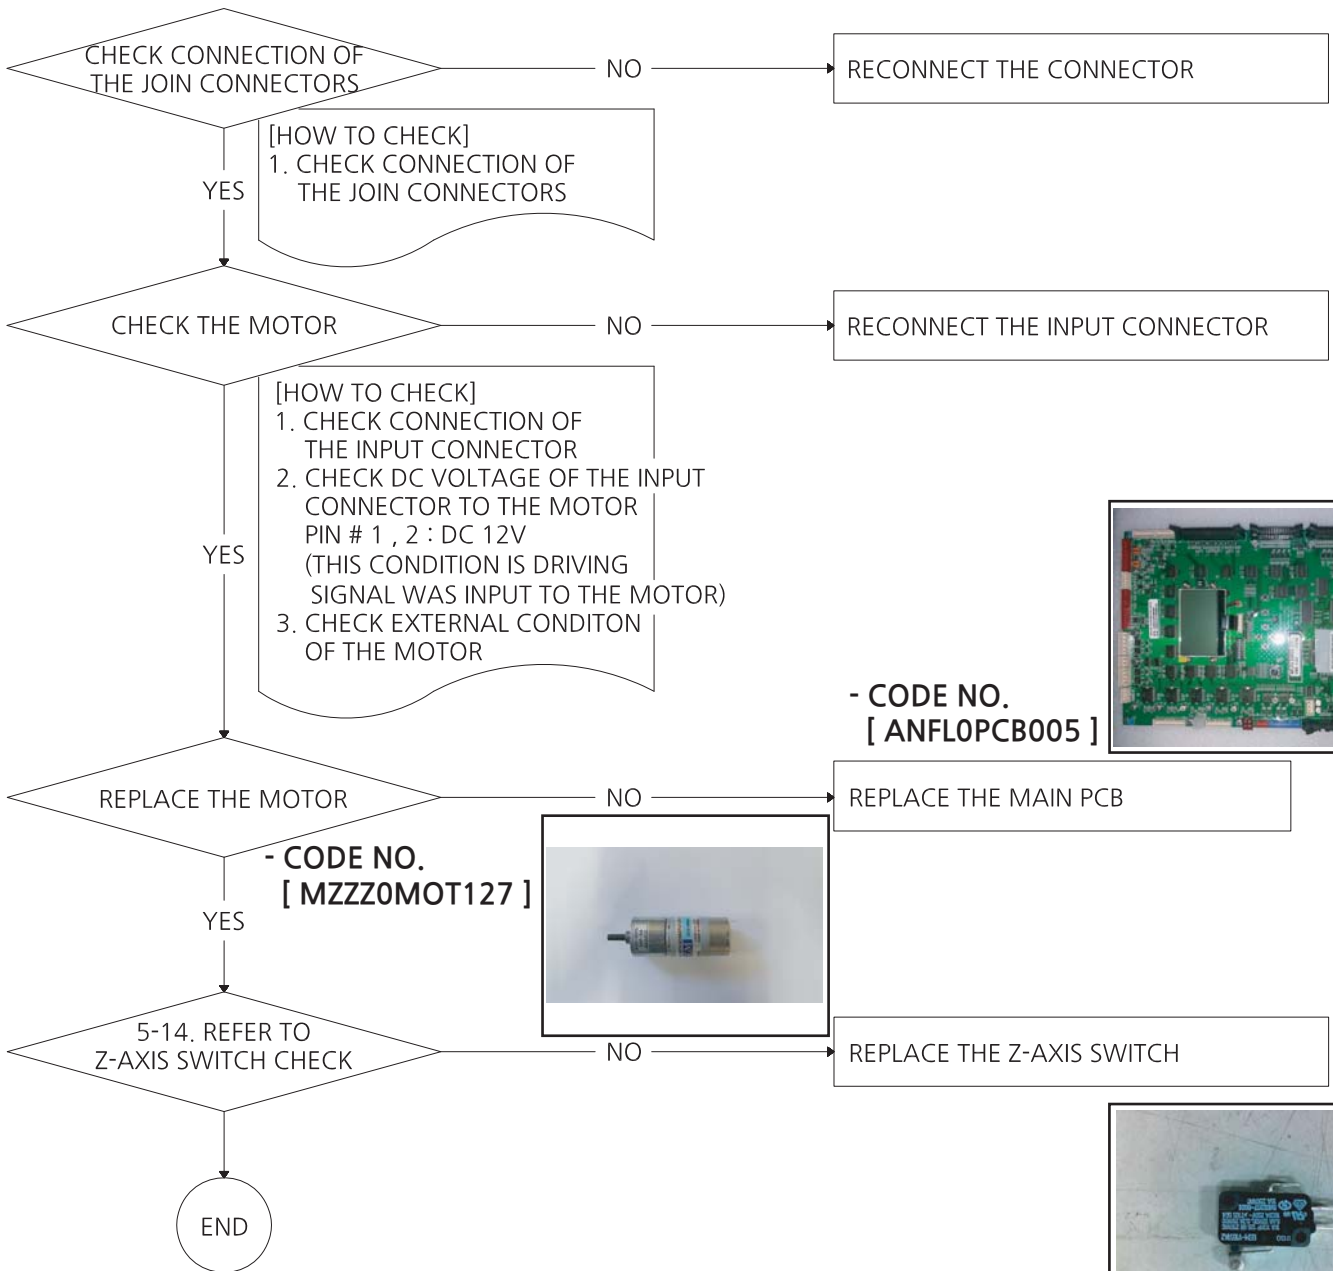 CHECK CONNECTION OF
THE JOIN CONNECTORS
NO
RECONNECT THE CONNECTOR
[HOW TO CHECK]
1. CHECK CONNECTION OF
THE JOIN CONNECTORS
YES
CHECK THE MOTOR
NO
RECONNECT THE INPUT CONNECTOR
[HOW TO CHECK]
1. CHECK CONNECTION OF
THE INPUT CONNECTOR
2. CHECK DC VOLTAGE OF THE INPUT
CONNECTOR TO THE MOTOR
PIN # 1 , 2 : DC 12V
(THIS CONDITION IS DRIVING
SIGNAL WAS INPUT TO THE MOTOR)
3. CHECK EXTERNAL CONDITON
OF THE MOTOR
YES
- CODE NO.
[ ANFL0PCB005 ]
REPLACE THE MOTOR
NO
REPLACE THE MAIN PCB
- CODE NO.
[ MZZZ0MOT127 ]
YES
5-14. REFER TO
Z-AXIS SWITCH CHECK
NO
REPLACE THE Z-AXIS SWITCH
END